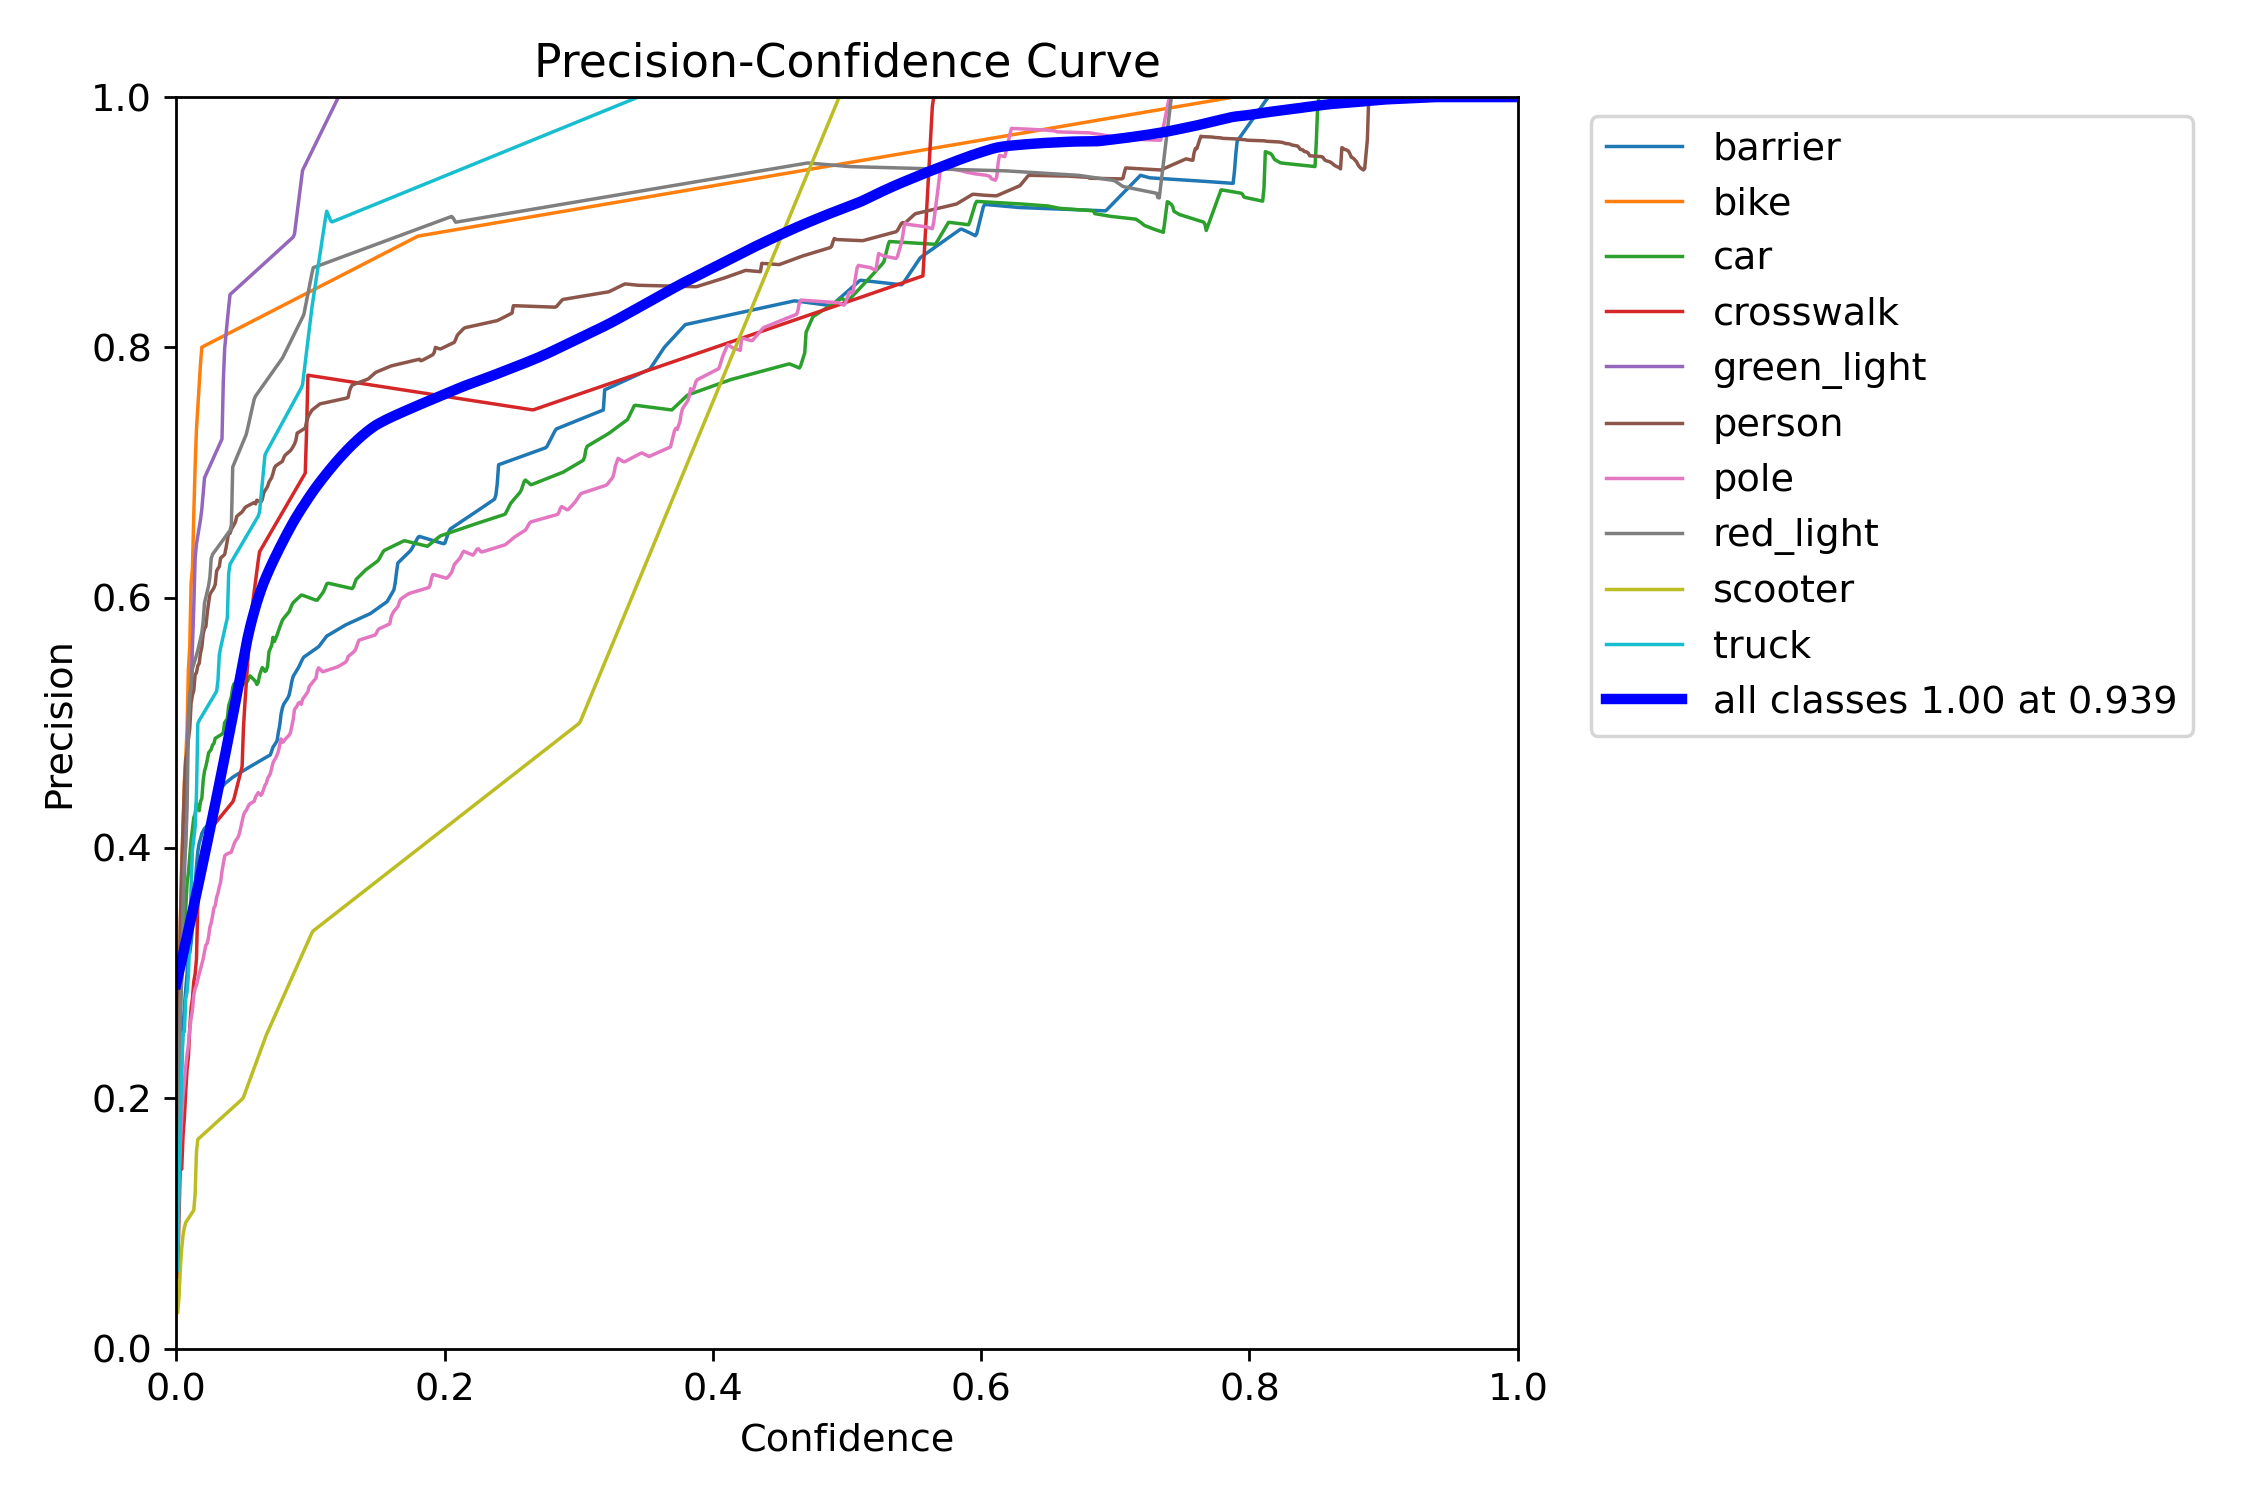 Precision-Confidence Curve
1.0
0.8
0.6
0.4
0.2
0.0
Precision
0.0 0.2 0.4 0.6 0.8 1.0
Confidence
barrier
bike
car
crosswalk
green_light
person
pole
red_light
scooter
truck
all classes 1.00 at 0.939